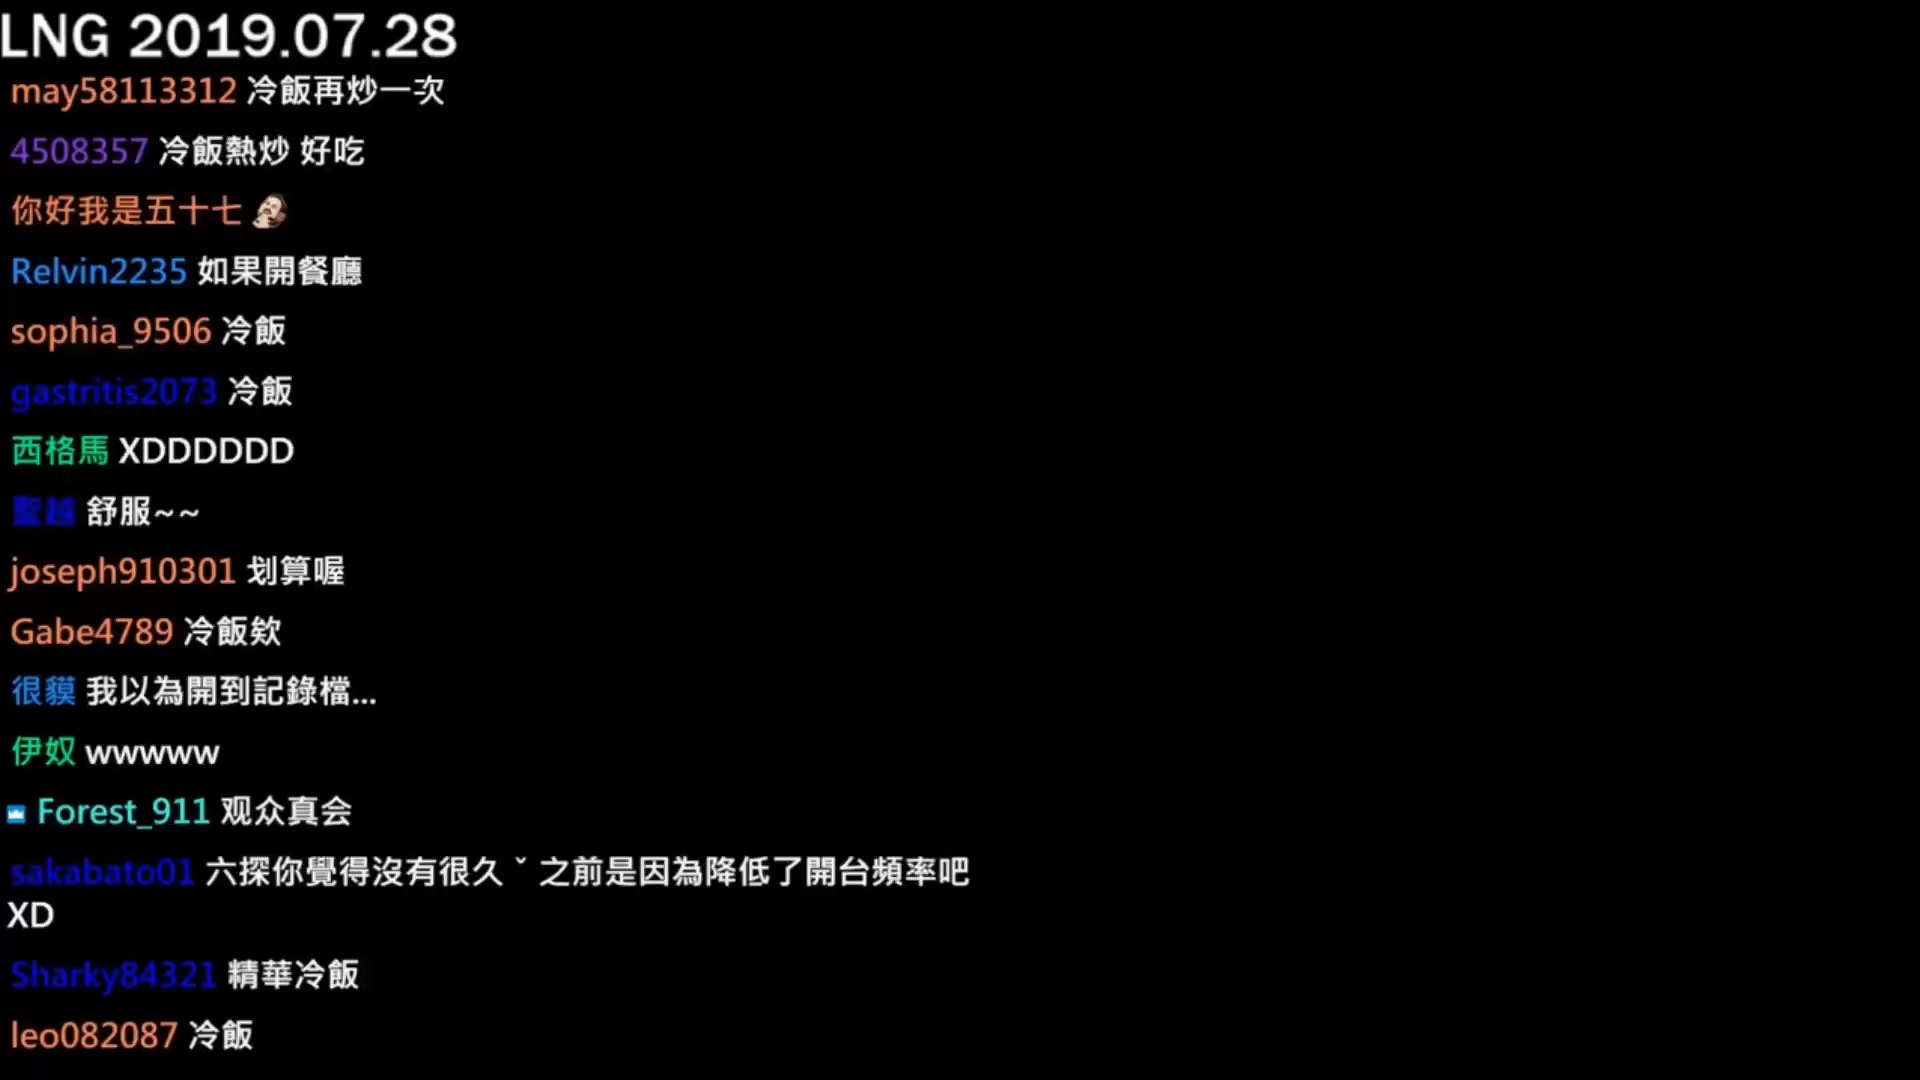 LNG 2019.07.28
may58113312 冷飯再炒一次
4508357 冷飯熱炒 好吃
你好我是五十七
Relvin2235 如果開餐廳
sophia_9506 冷飯
gastritis2073 冷飯
西格馬 XDDDDDD
聖越 舒服~~
joseph910301 划算喔
Gabe4789 冷飯欸
很貘 我以為開到記錄檔...
伊奴 wwwww
Forest_911 观众真会
sakabato01 六探你覺得沒有很久ˇ之前是因為降低了開台頻率吧
XD
Sharky84321 精華冷飯
leo082087 冷飯